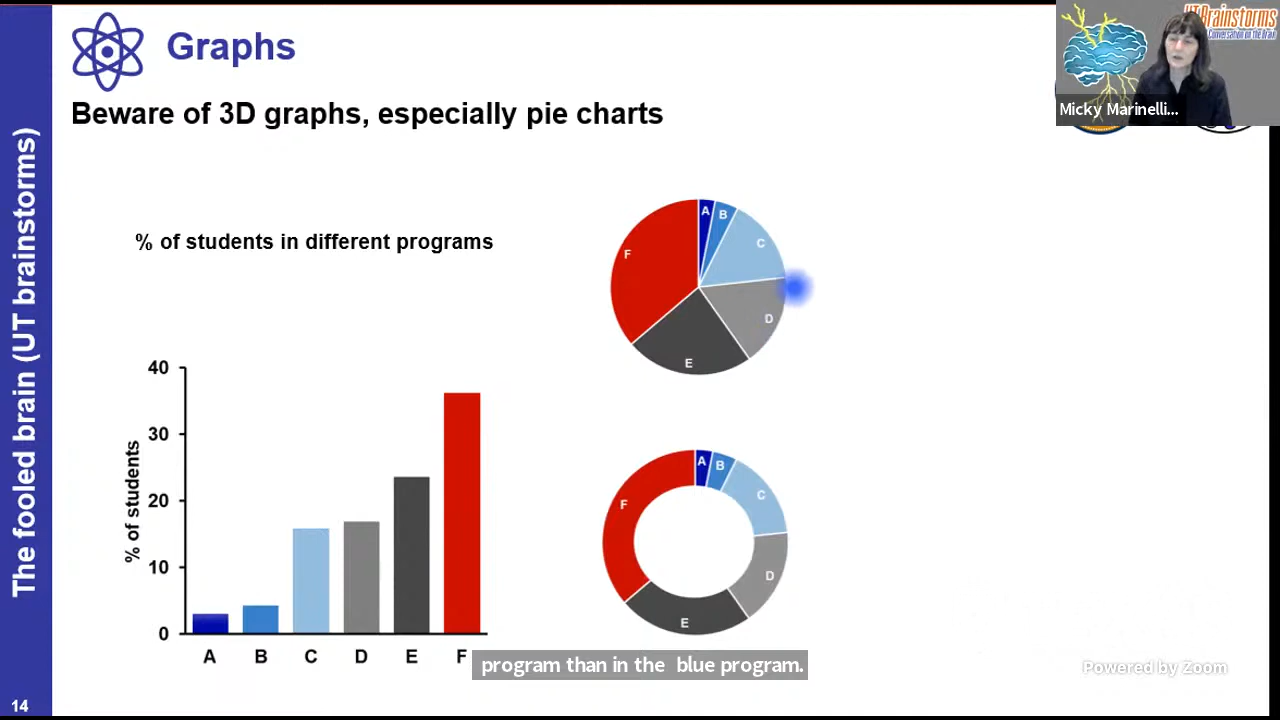 Graphs
Beware of 3D graphs, especially pie charts
UT Brainstorms
Conversation on the Brain
Micky Marinelli...
The fooled brain (UT brainstorms)
% of students in different programs
A
B
C
D
E
F
% of students
40
30
20
10
0
A B C D E F
A
B
C
D
E
F
program than in the blue program.
Powered by Zoom
14